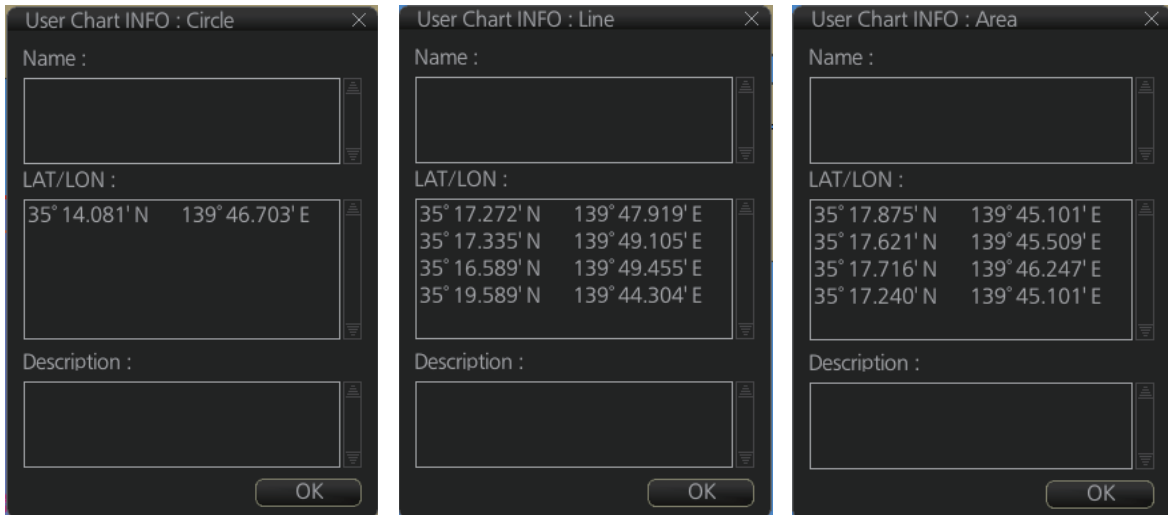 User Chart INFO : Circle
Name :
LAT/LON :
35° 14.081' N 139° 46.703' E
Description :
OK
User Chart INFO : Line
Name :
LAT/LON :
35° 17.272' N 139° 47.919' E
35° 17.335' N 139° 49.105' E
35° 16.589' N 139° 49.455' E
35° 19.589' N 139° 44.304' E
Description :
OK
User Chart INFO : Area
Name :
LAT/LON :
35° 17.875' N 139° 45.101' E
35° 17.621' N 139° 45.509' E
35° 17.716' N 139° 46.247' E
35° 17.240' N 139° 45.101' E
Description :
OK